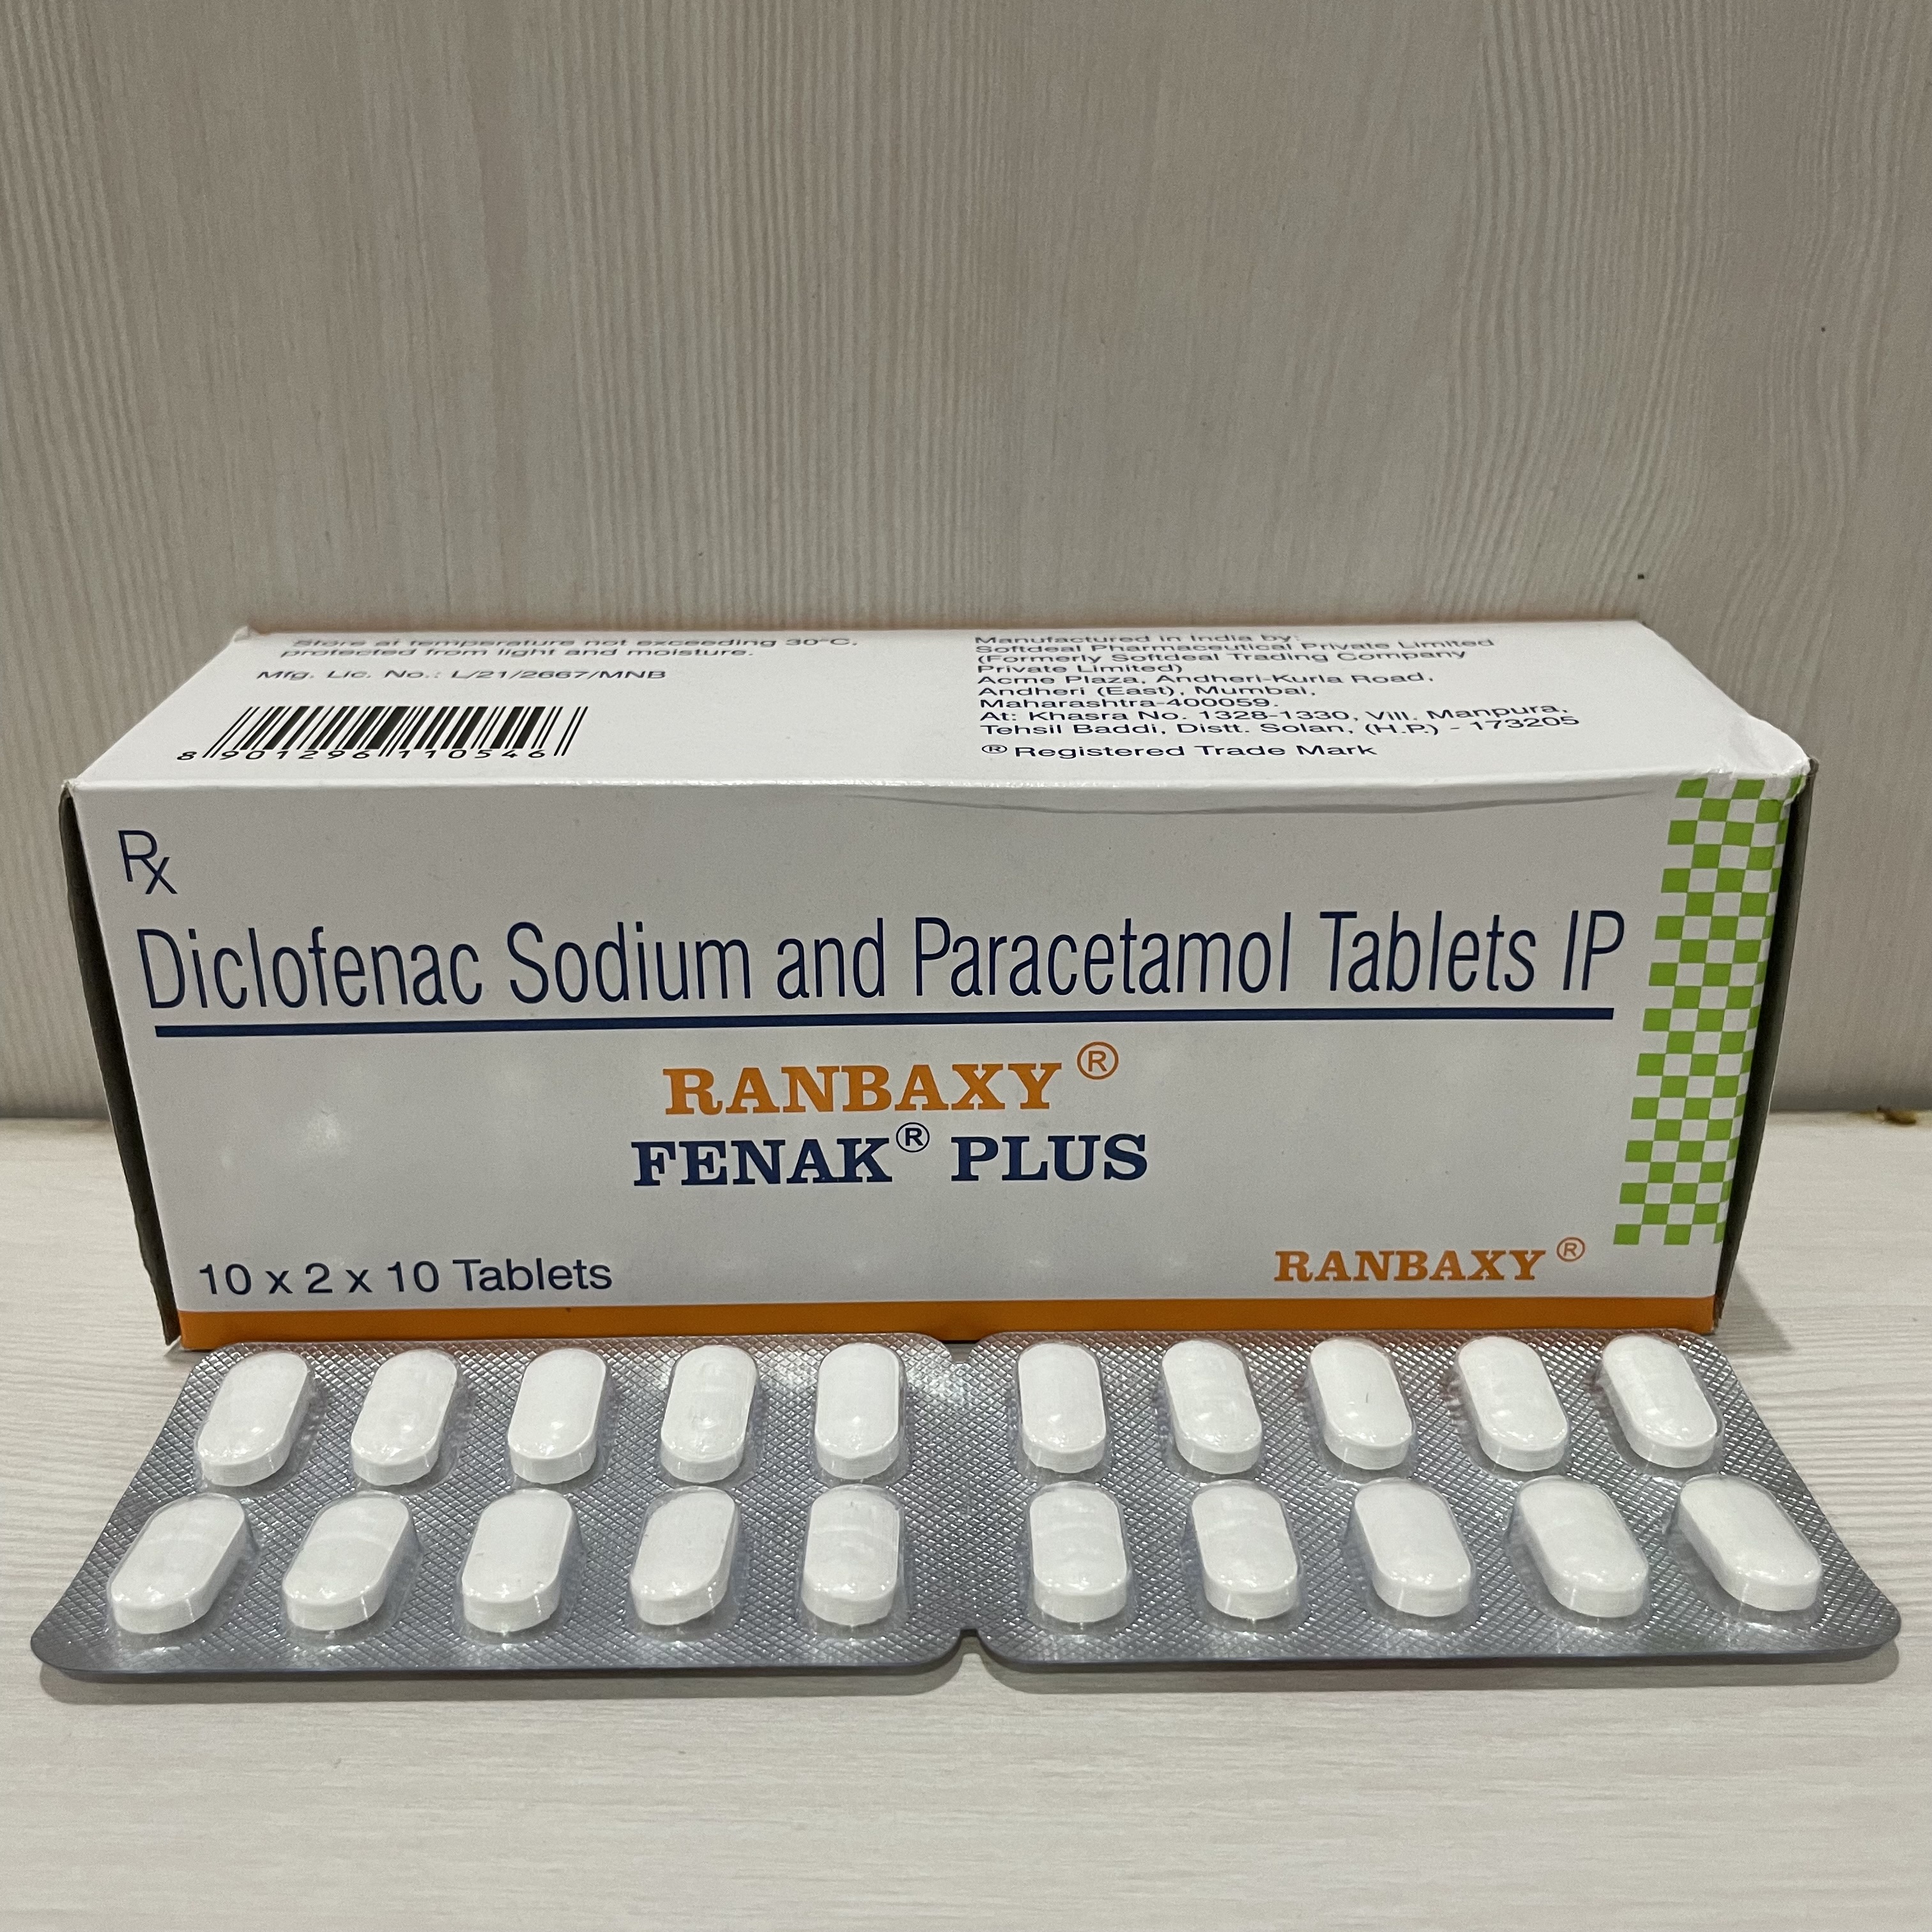 Store at temperature not exceeding 30°C,
protected from light and moisture.
Mfg. Lic. No.: L/21/2667/MNB
8 901296 110546
Manufactured in India by:
Softdeal Pharmaceutical Private Limited
(Formerly Softdeal Trading Company
Private Limited)
Acme Plaza, Andheri-Kurla Road,
Andheri (East), Mumbai,
Maharashtra-400059.
At: Khasra No. 1328-1330, Vill. Manpura,
Tehsil Baddi, Distt. Solan, (H.P.) - 173205
® Registered Trade Mark
Rx
Diclofenac Sodium and Paracetamol Tablets IP
RANBAXY®
FENAK® PLUS
10 x 2 x 10 Tablets
RANBAXY®